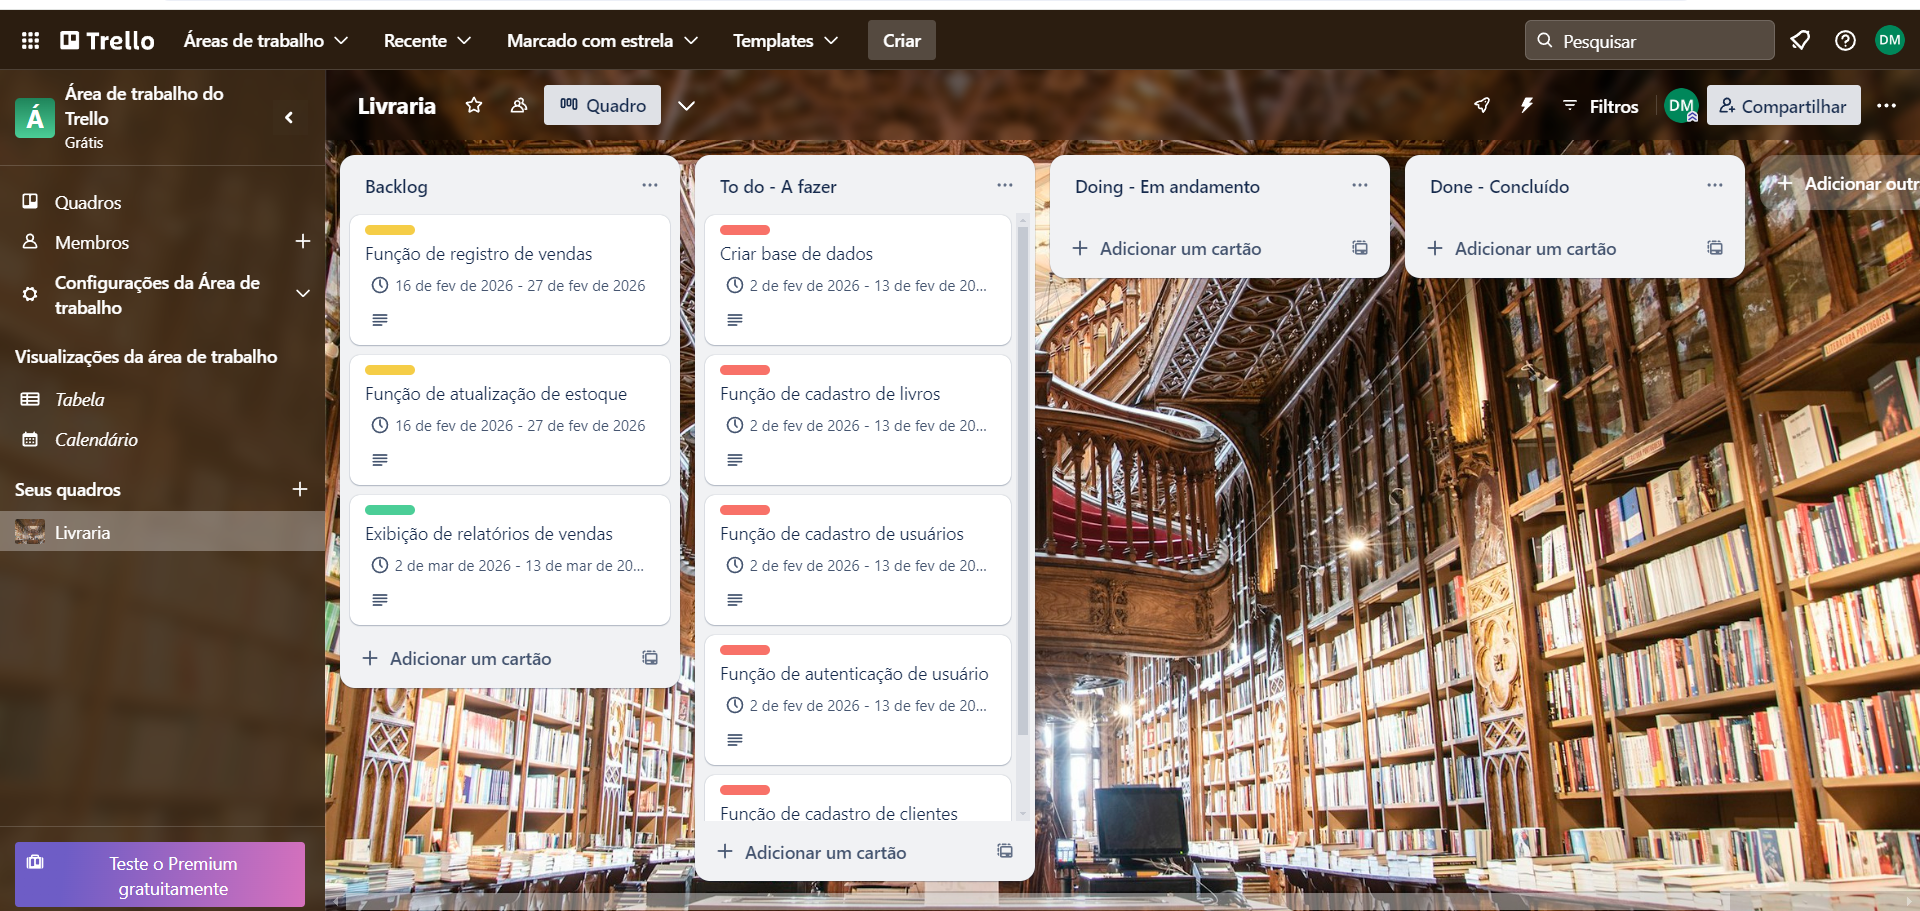 Trello
Áreas de trabalho
Recente
Marcado com estrela
Templates
Criar
Pesquisar
DM
Á
Área de trabalho do
Trello
Grátis
Livraria
Quadro
Filtros
DM
Compartilhar
Quadros
Membros
Configurações da Área de
trabalho
Visualizações da área de trabalho
Tabela
Calendário
Seus quadros
Livraria
Teste o Premium
gratuitamente
Backlog
Função de registro de vendas
16 de fev de 2026 - 27 de fev de 2026
Função de atualização de estoque
16 de fev de 2026 - 27 de fev de 2026
Exibição de relatórios de vendas
2 de mar de 2026 - 13 de mar de 20...
Adicionar um cartão
To do - A fazer
Criar base de dados
2 de fev de 2026 - 13 de fev de 20...
Função de cadastro de livros
2 de fev de 2026 - 13 de fev de 20...
Função de cadastro de usuários
2 de fev de 2026 - 13 de fev de 20...
Função de autenticação de usuário
2 de fev de 2026 - 13 de fev de 20...
Função de cadastro de clientes
Adicionar um cartão
Doing - Em andamento
Adicionar um cartão
Done - Concluído
Adicionar um cartão
Adicionar outr